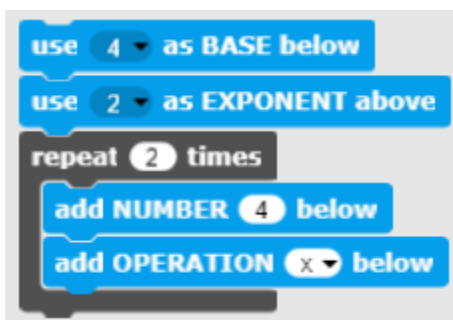 use 4 as BASE below
use 2 as EXPONENT above
repeat 2 times
add NUMBER 4 below
add OPERATION x below